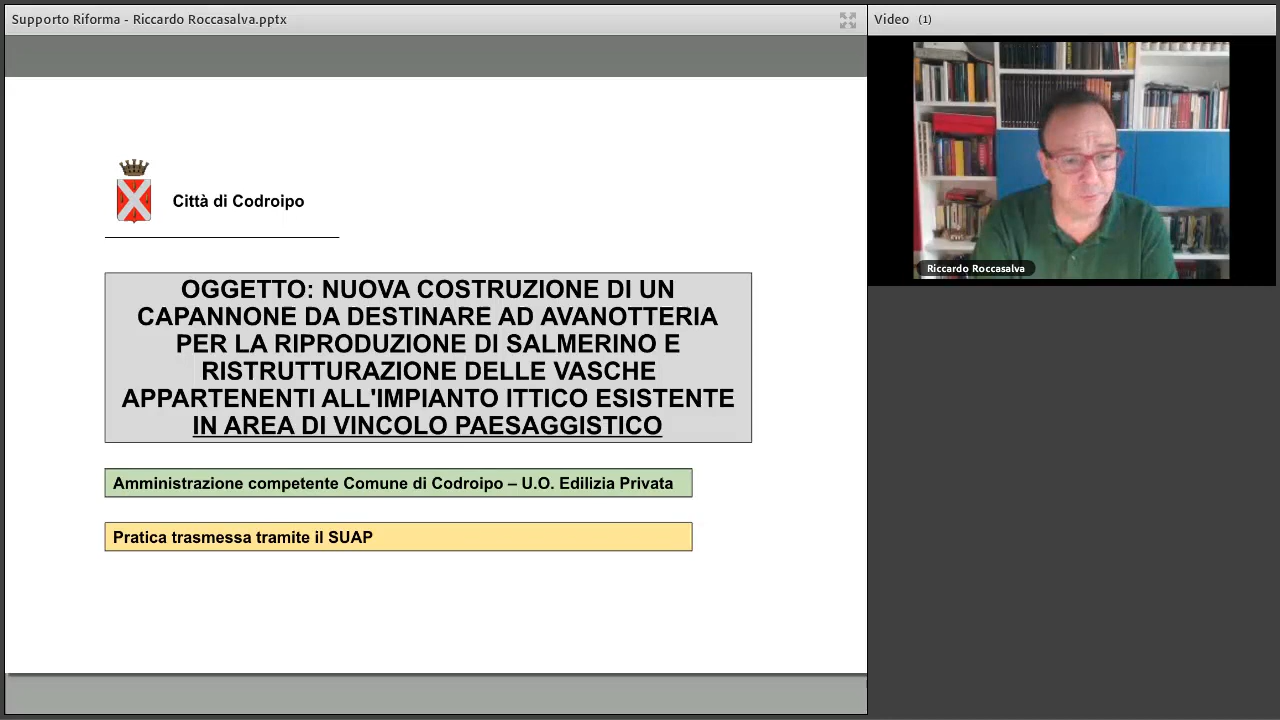 Supporto Riforma - Riccardo Roccasalva.pptx
Video (1)
Città di Codroipo
OGGETTO: NUOVA COSTRUZIONE DI UN
CAPANNONE DA DESTINARE AD AVANOTTERIA
PER LA RIPRODUZIONE DI SALMERINO E
RISTRUTTURAZIONE DELLE VASCHE
APPARTENENTI ALL'IMPIANTO ITTICO ESISTENTE
IN AREA DI VINCOLO PAESAGGISTICO
Amministrazione competente Comune di Codroipo – U.O. Edilizia Privata
Pratica trasmessa tramite il SUAP
Riccardo Roccasalva